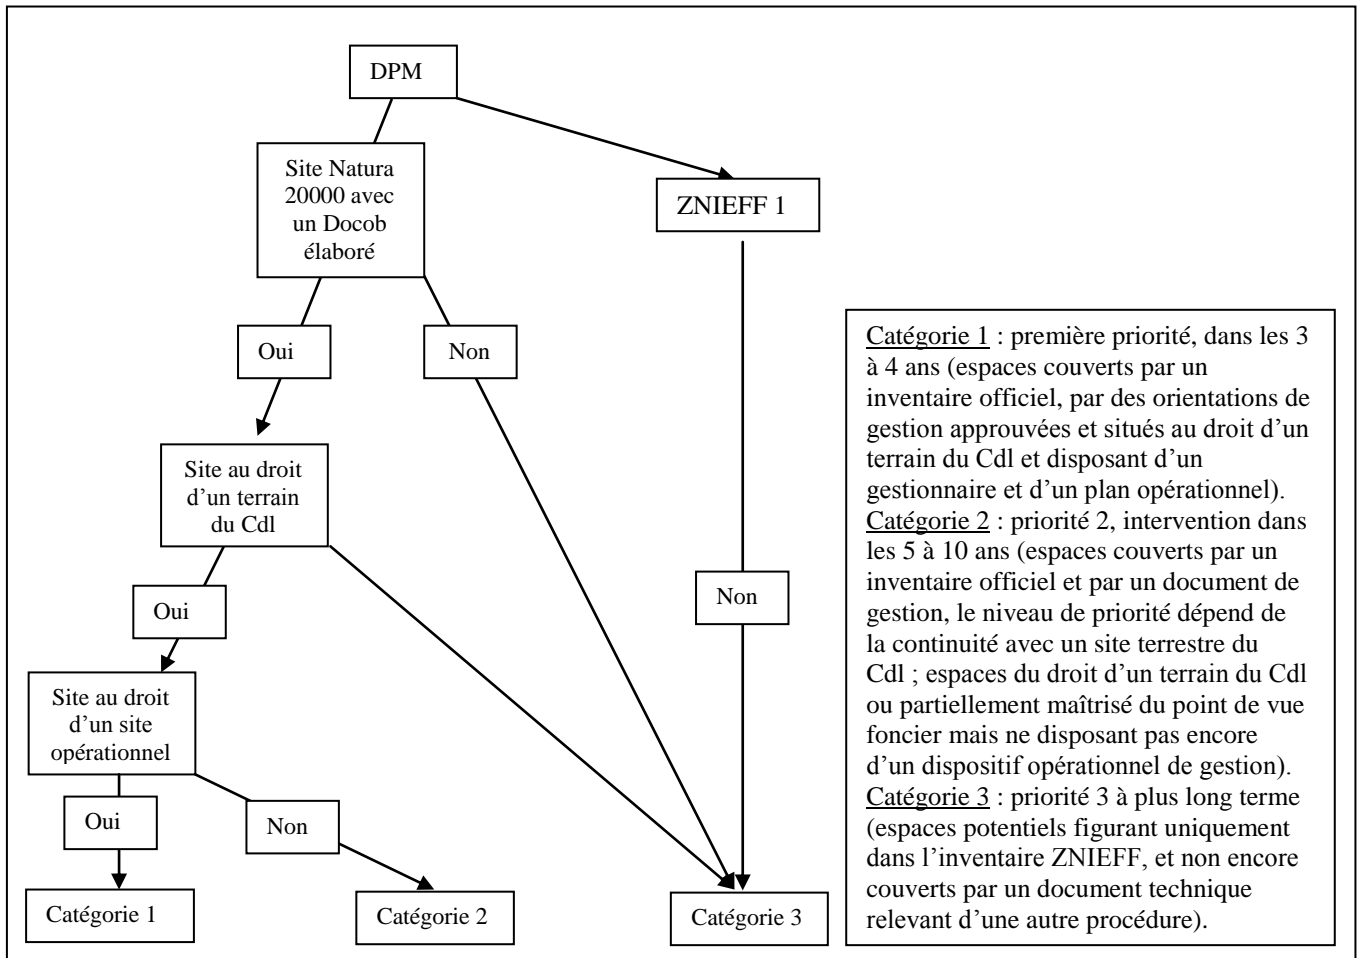 DPM
Site Natura
20000 avec
un Docob
élaboré
ZNIEFF 1
Oui
Non
Site au droit
d’un terrain
du Cdl
Oui
Non
Site au droit
d’un site
opérationnel
Oui
Non
Catégorie 1
Catégorie 2
Catégorie 3
Catégorie 1 : première priorité, dans les 3
à 4 ans (espaces couverts par un
inventaire officiel, par des orientations de
gestion approuvées et situés au droit d’un
terrain du Cdl et disposant d’un
gestionnaire et d’un plan opérationnel).
Catégorie 2 : priorité 2, intervention dans
les 5 à 10 ans (espaces couverts par un
inventaire officiel et par un document de
gestion, le niveau de priorité dépend de
la continuité avec un site terrestre du
Cdl ; espaces du droit d’un terrain du Cdl
ou partiellement maîtrisé du point de vue
foncier mais ne disposant pas encore
d’un dispositif opérationnel de gestion).
Catégorie 3 : priorité 3 à plus long terme
(espaces potentiels figurant uniquement
dans l’inventaire ZNIEFF, et non encore
couverts par un document technique
relevant d’une autre procédure).